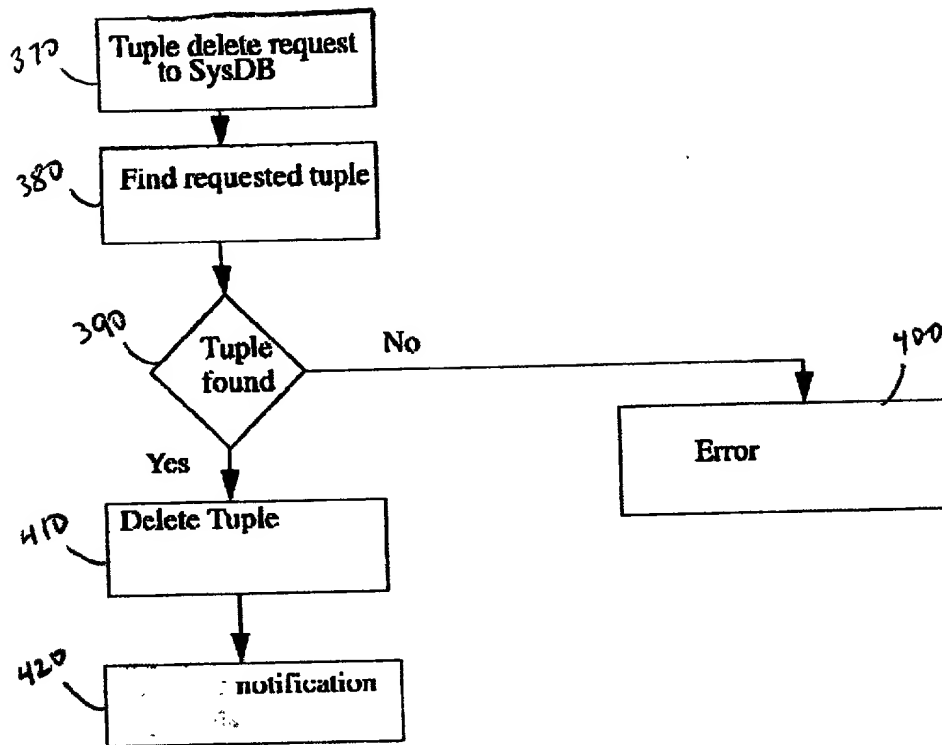 370
Tuple delete request
to SysDB
380
Find requested tuple
390
Tuple
found
No
400
Error
Yes
410
Delete Tuple
420
notification